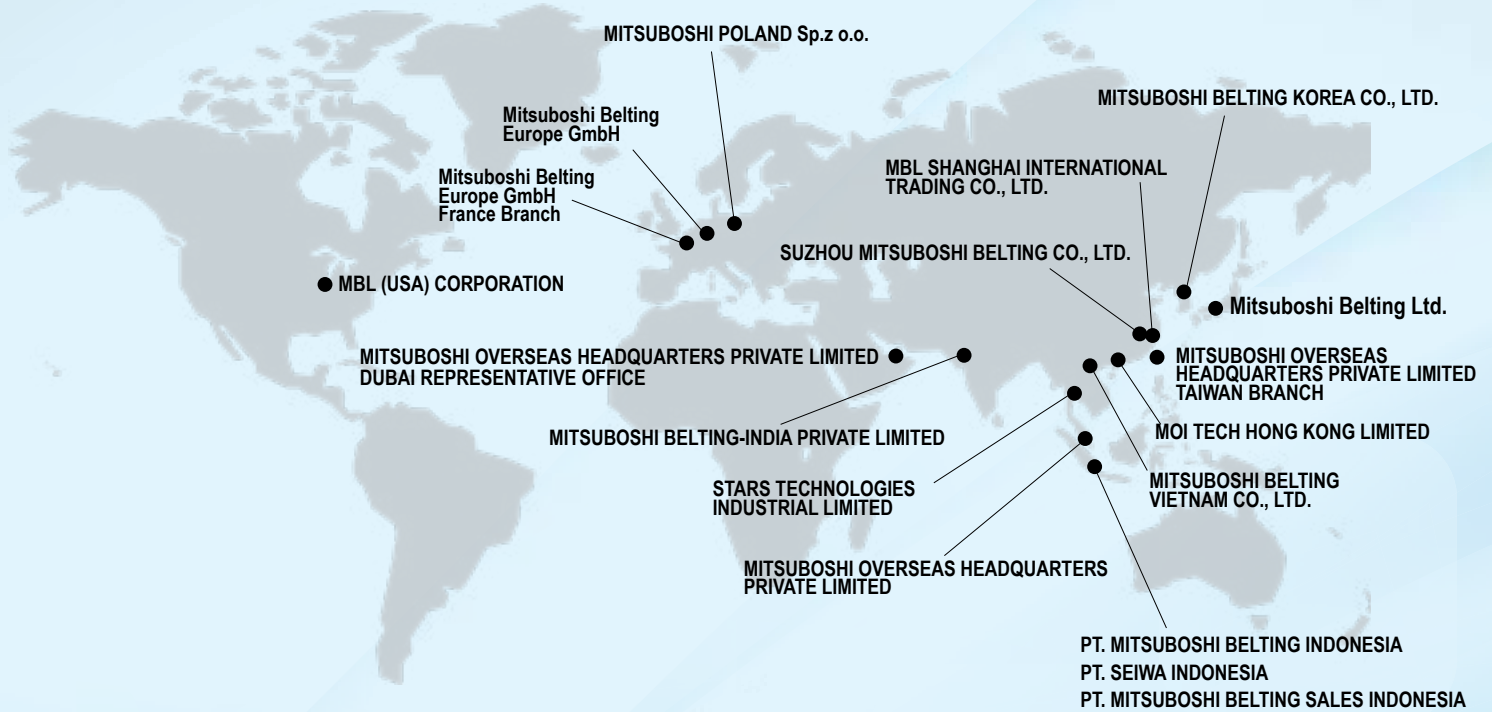 MITSUBOSHI POLAND Sp.z o.o.
MITSUBOSHI BELTING KOREA CO., LTD.
Mitsuboshi Belting
Europe GmbH
MBL SHANGHAI INTERNATIONAL
TRADING CO., LTD.
Mitsuboshi Belting
Europe GmbH
France Branch
SUZHOU MITSUBOSHI BELTING CO., LTD.
MBL (USA) CORPORATION
Mitsuboshi Belting Ltd.
MITSUBOSHI OVERSEAS HEADQUARTERS PRIVATE LIMITED
DUBAI REPRESENTATIVE OFFICE
MITSUBOSHI OVERSEAS
HEADQUARTERS PRIVATE LIMITED
TAIWAN BRANCH
MITSUBOSHI BELTING-INDIA PRIVATE LIMITED
MOI TECH HONG KONG LIMITED
STARS TECHNOLOGIES
INDUSTRIAL LIMITED
MITSUBOSHI BELTING
VIETNAM CO., LTD.
MITSUBOSHI OVERSEAS HEADQUARTERS
PRIVATE LIMITED
PT. MITSUBOSHI BELTING INDONESIA
PT. SEIWA INDONESIA
PT. MITSUBOSHI BELTING SALES INDONESIA